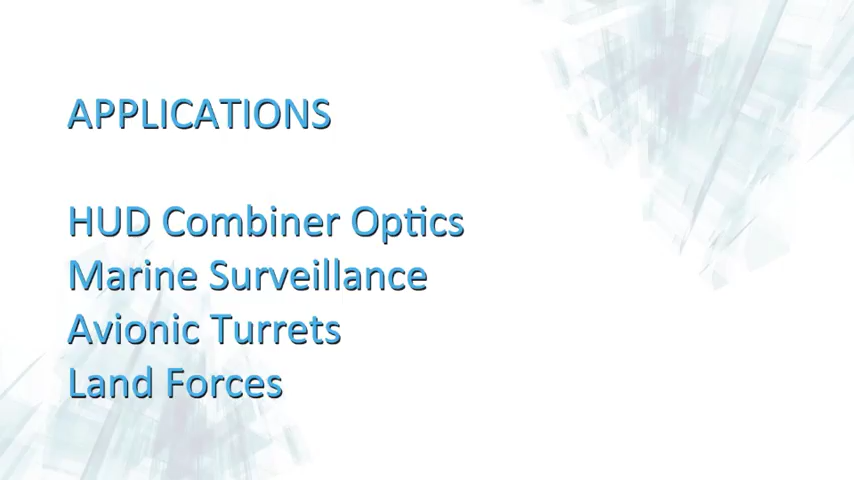 APPLICATIONS
HUD Combiner Optics
Marine Surveillance
Avionic Turrets
Land Forces